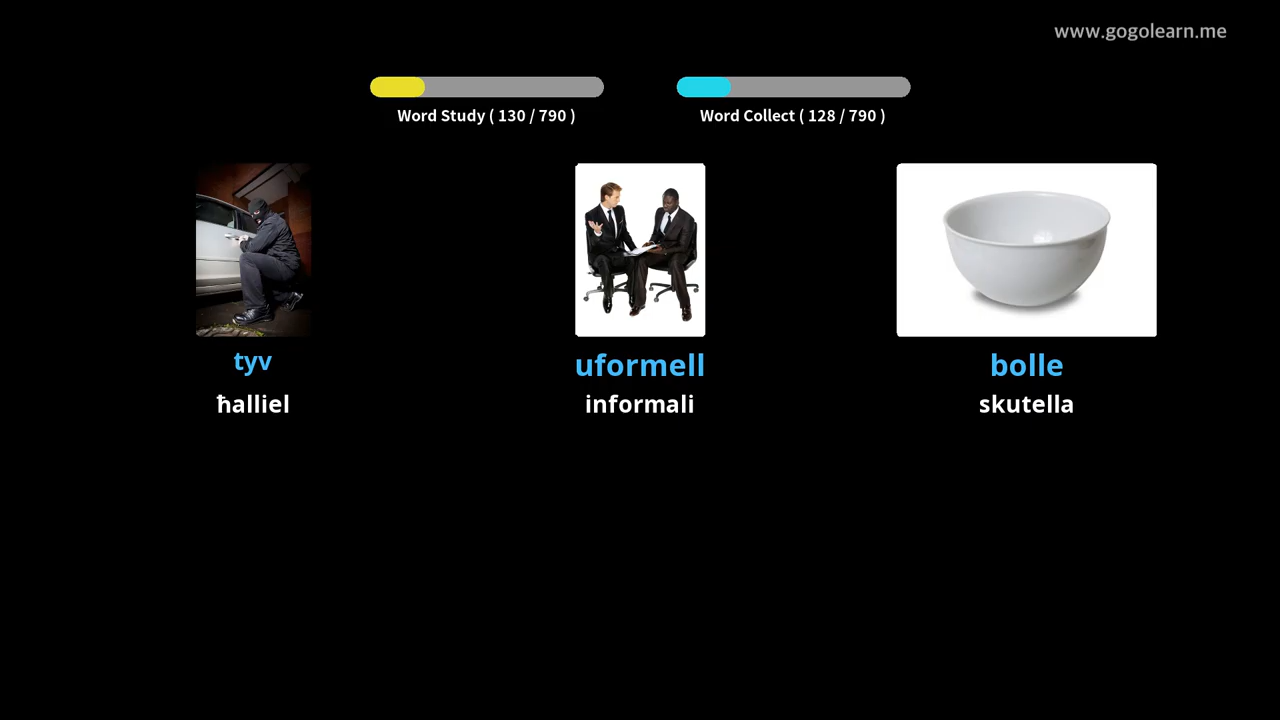 www.gogolearn.me
Word Study ( 130 / 790 )
Word Collect ( 128 / 790 )
tyv
uformell
bolle
ħalliel
informali
skutella